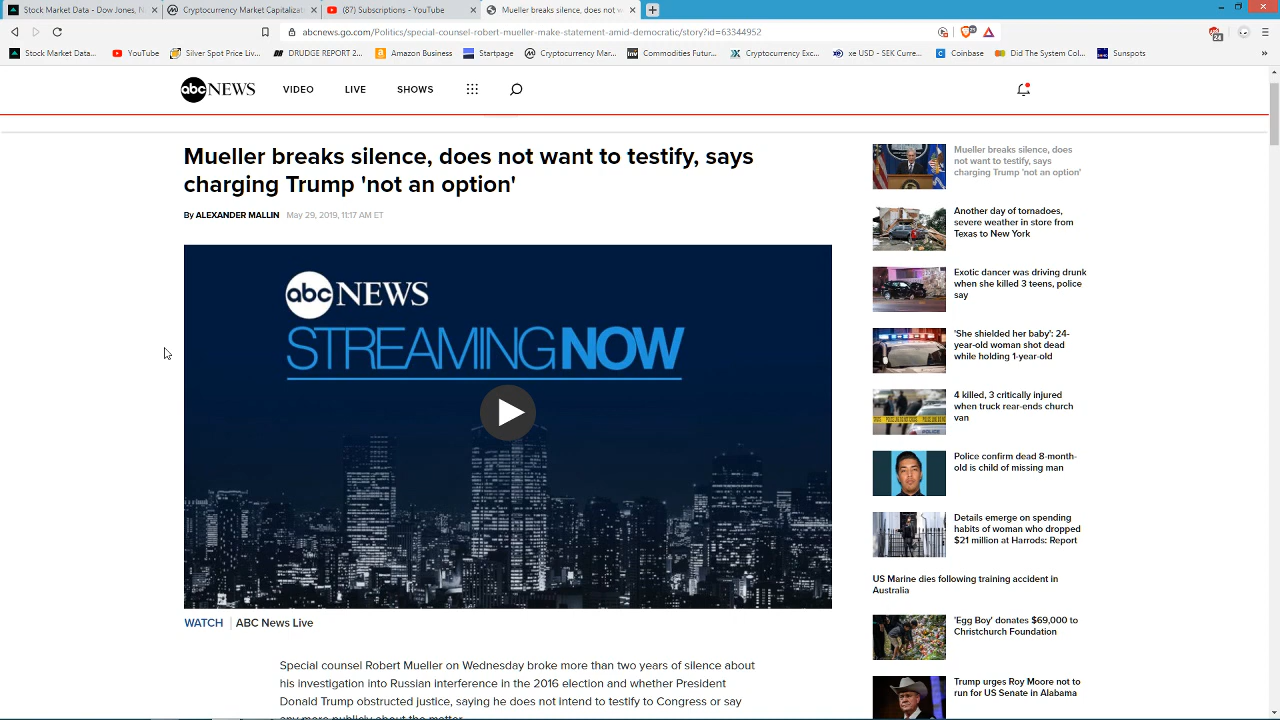 Stock Market Data - Dow Jones, N
Cryptocurrency Market Capitalizat
(87) Subscriptions - YouTube
Mueller breaks silence, does not w
abcnews.go.com/Politics/special-counsel-robert-mueller-make-statement-amid-democratic/story?id=63344952
Stock Market Data...
YouTube
Silver Spot Price...
DRUDGE REPORT 2...
Amazon Business
Startpage
Cryptocurrency Mar...
Commodities Futur...
Cryptocurrency Exc...
xe USD - SEK Curre...
Coinbase
Did The System Col...
Sunspots
abc NEWS
VIDEO
LIVE
SHOWS
Mueller breaks silence, does not want to testify, says
charging Trump 'not an option'
By ALEXANDER MALLIN May 29, 2019, 11:17 AM ET
abc NEWS
STREAMINGNOW
WATCH
ABC News Live
Special counsel Robert Mueller on Wednesday broke more than two years of silence about
his investigation into Russian interference in the 2016 election and whether President
Donald Trump obstructed justice, saying he does not intend to testify to Congress or say
any more publicly about the matter
Mueller breaks silence, does
not want to testify, says
charging Trump 'not an option'
Another day of tornadoes,
severe weather in store from
Texas to New York
Exotic dancer was driving drunk
when she killed 3 teens, police
say
'She shielded her baby': 24-
year-old woman shot dead
while holding 1-year-old
4 killed, 3 critically injured
when truck rear-ends church
van
Police confirm dead 8-month-
old is child of missing man
Details emerge on spending
habits of woman who dropped
$21 million at Harrods: Report
US Marine dies following training accident in
Australia
'Egg Boy' donates $69,000 to
Christchurch Foundation
Trump urges Roy Moore not to
run for US Senate in Alabama